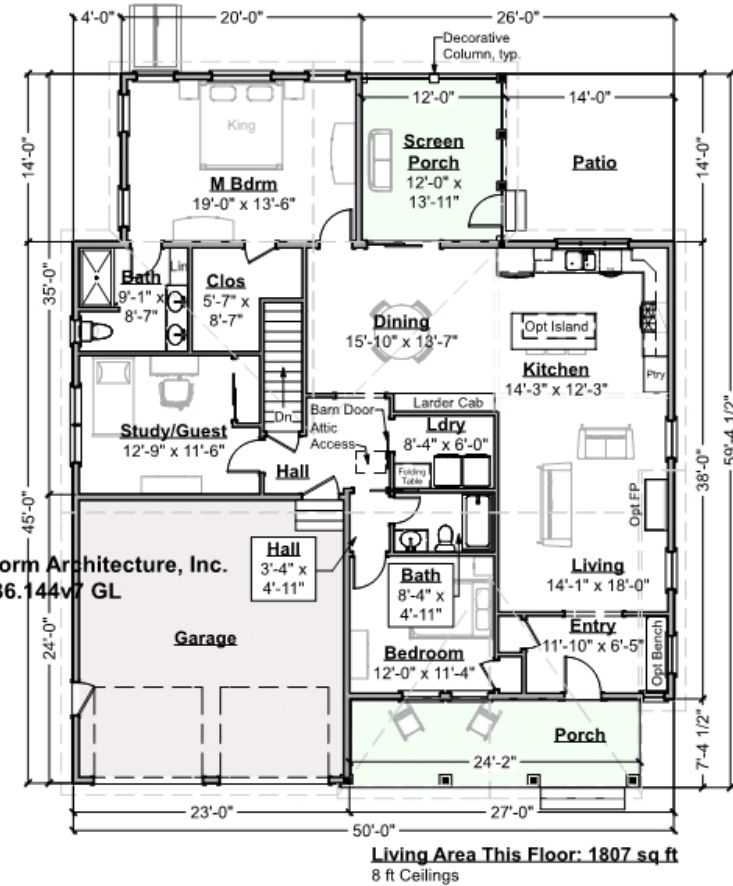 4'-0"
20'-0"
26'-0"
Decorative
Column, typ.
12'-0"
14'-0"
King
Screen
Porch
12'-0" x
13'-11"
Patio
M Bdrm
19'-0" x 13'-6"
14'-0"
14'-0"
35'-0"
Bath
9'-1" x
8'-7"
Lin
Clos
5'-7" x
8'-7"
Dining
15'-10" x 13'-7"
Opt Island
Kitchen
14'-3" x 12'-3"
Ptry
Larder Cab
Dn
Barn Door
Attic
Access
Ldry
8'-4" x 6'-0"
Folding
Table
Study/Guest
12'-9" x 11'-6"
Hall
59'-4 1/2"
38'-0"
45'-0"
Opt FP
orm Architecture, Inc.
36.144v7 GL
Hall
3'-4" x
4'-11"
Bath
8'-4" x
4'-11"
Living
14'-1" x 18'-0"
24'-0"
Garage
Bedroom
12'-0" x 11'-4"
Entry
11'-10" x 6'-5"
Opt Bench
Porch
24'-2"
7'-4 1/2"
23'-0"
27'-0"
50'-0"
Living Area This Floor: 1807 sq ft
8 ft Ceilings